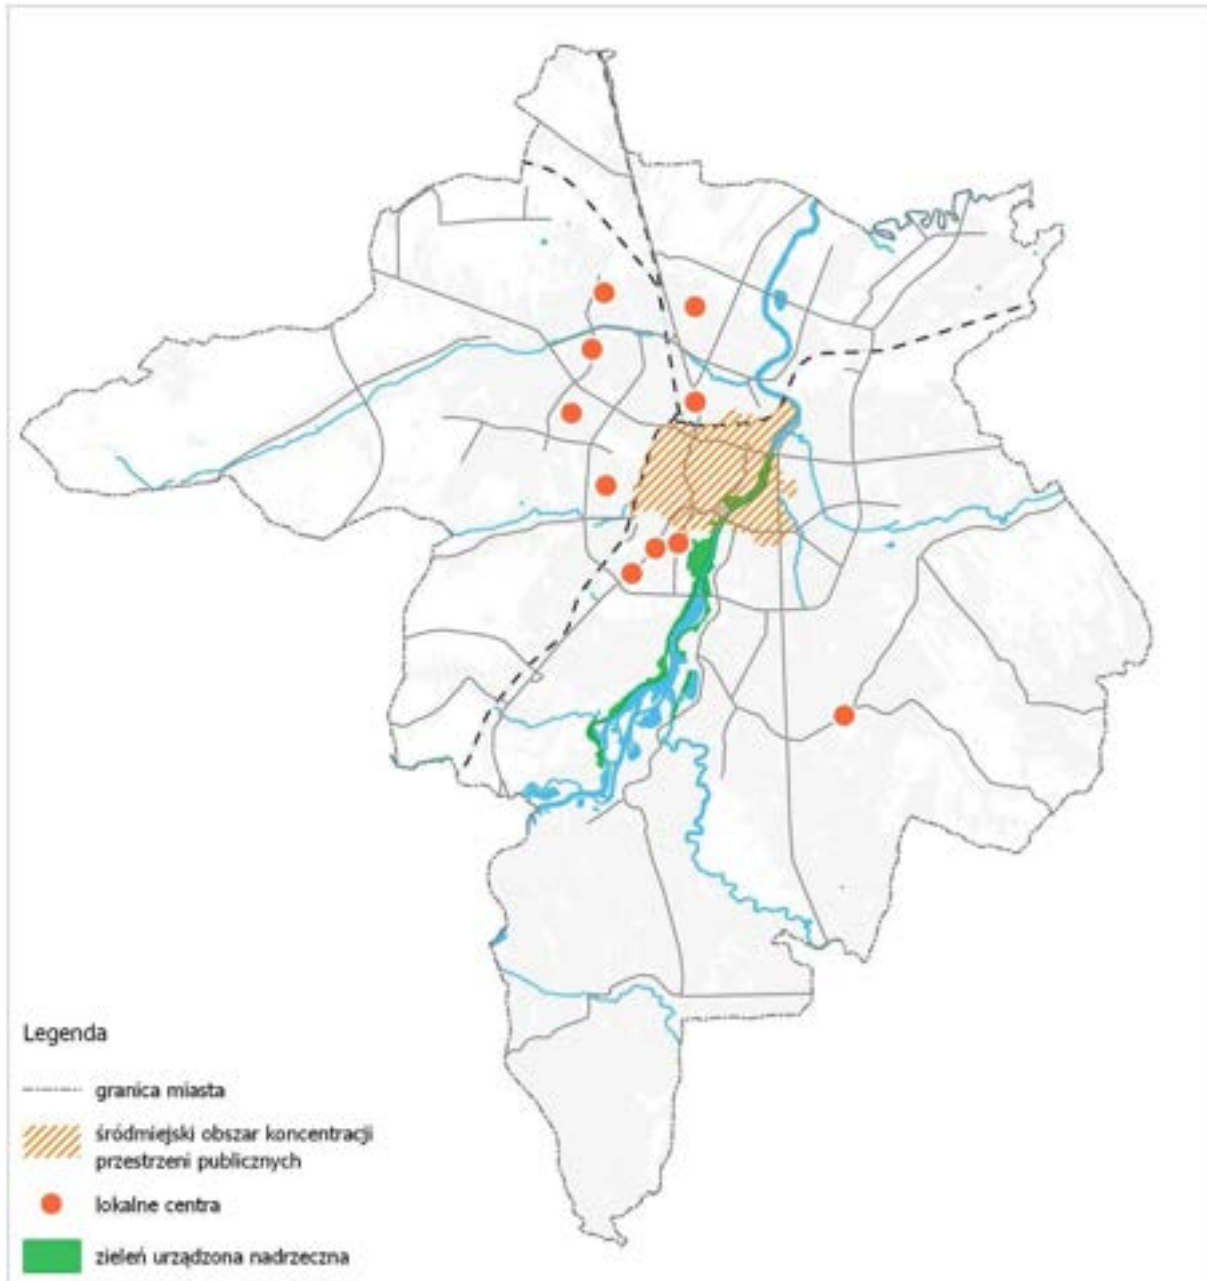 Legenda
granica miasta
śródmiejski obszar koncentracji
przestrzeni publicznych
lokalne centra
zieleń urządzona nadrzeczna